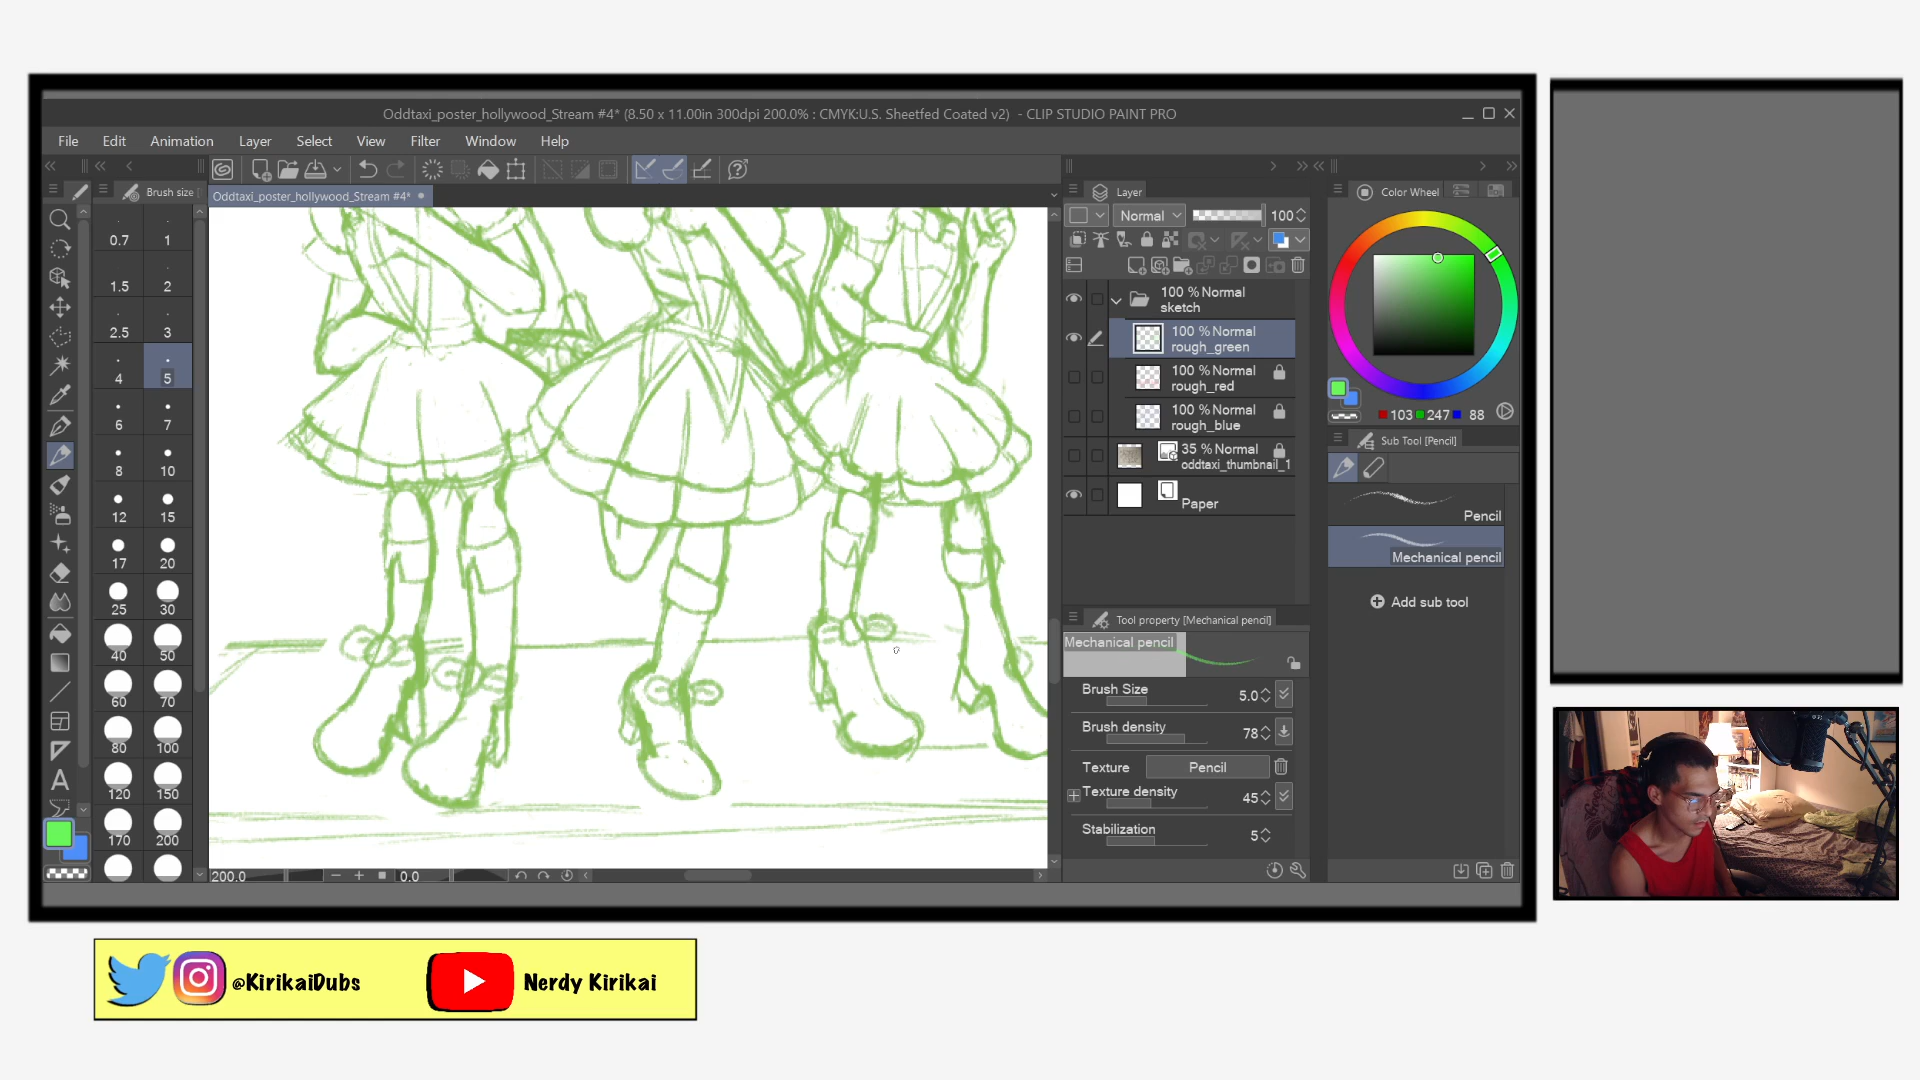 Oddtaxi_poster_hollywood_Stream #4* (8.50 x 11.00in 300dpi 200.0% : CMYK:U.S. Sheetfed Coated v2) - CLIP STUDIO PAINT PRO
File Edit Animation Layer Select View Filter Window Help
Brush size
Oddtaxi_poster_hollywood_Stream #4*
0.7 1
1.5 2
2.5 3
4 5
6 7
8 10
12 15
17 20
25 30
40 50
60 70
80 100
120 150
170 200
200.0 0.0
Layer
Normal 100
100 % Normal
sketch
100 % Normal
rough_green
100 % Normal
rough_red
100 % Normal
rough_blue
35 % Normal
oddtaxi_thumbnail_1
Paper
Tool property [Mechanical pencil]
Mechanical pencil
Brush Size 5.0
Brush density 78
Texture Pencil
Texture density 45
Stabilization 5
Color Wheel
103 247 88
Sub Tool [Pencil]
Pencil
Mechanical pencil
Add sub tool
@KirikaiDubs
Nerdy Kirikai